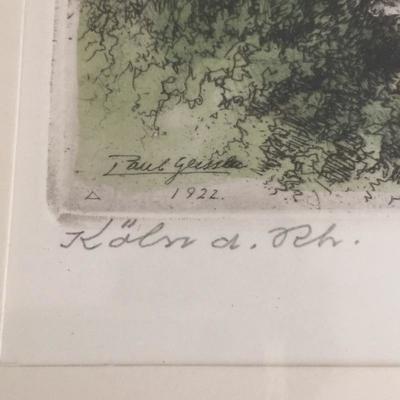 Paul Geissler
1922.
Köln a. Rh.